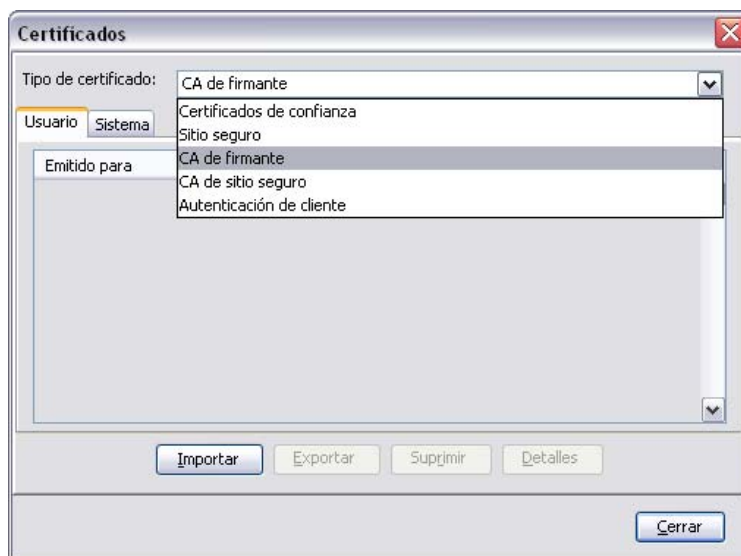 Certificados
Tipo de certificado: CA de firmante
Certificados de confianza
Sitio seguro
CA de firmante
CA de sitio seguro
Autenticación de cliente
Usuario Sistema
Emitido para
Importar Exportar Suprimir Detalles
Cerrar